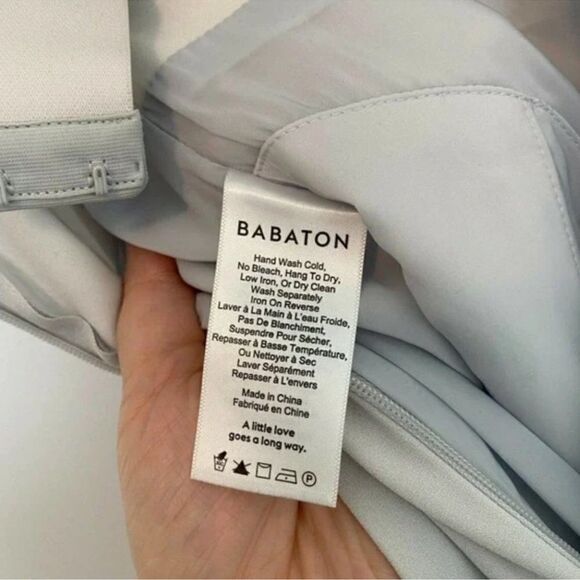 BABATON
Hand Wash Cold,
No Bleach, Hang To Dry,
Low Iron, Or Dry Clean
Wash Separately
Iron On Reverse
Laver à La Main à L'eau Froide,
Pas De Blanchiment,
Suspendre Pour Sécher,
Repasser à Basse Température,
Ou Nettoyer à Sec
Laver Séparément
Repasser à L'envers
Made in China
Fabriqué en Chine
A little love
goes a long way.
P